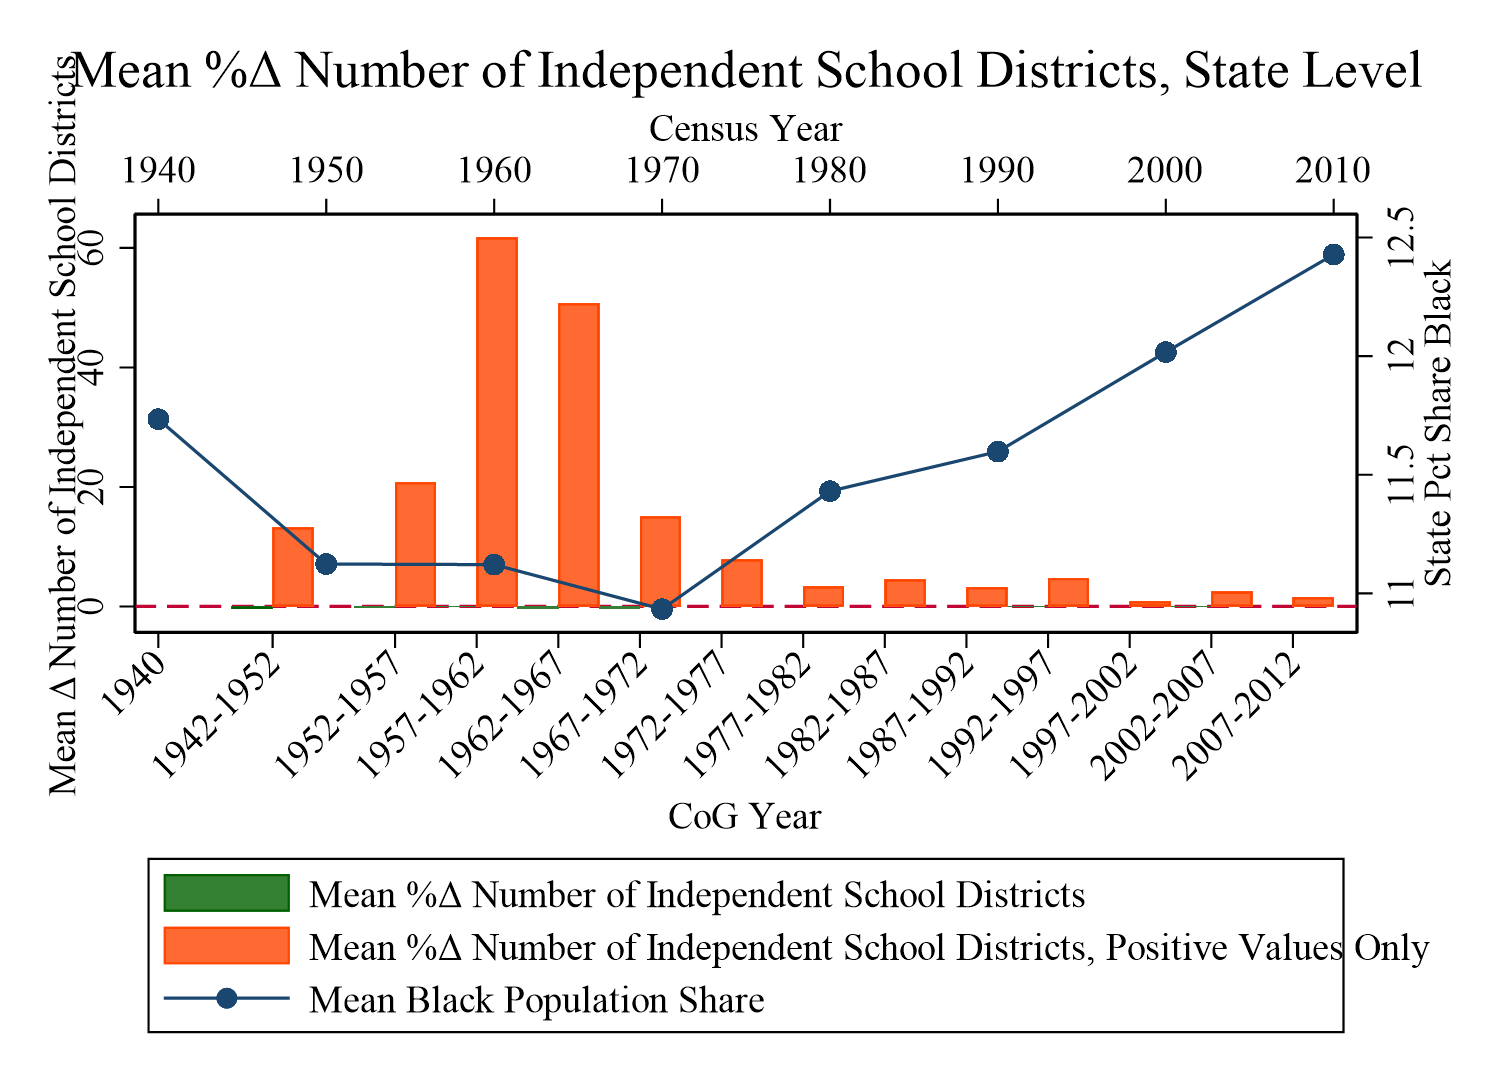 Mean %Δ Number of Independent School Districts, State Level
Census Year
1940 1950 1960 1970 1980 1990 2000 2010
Mean Δ Number of Independent School Districts
60
40
20
0
12.5
12
11.5
11
State Pct Share Black
1940 1942-1952 1952-1957 1957-1962 1962-1967 1967-1972 1972-1977 1977-1982 1982-1987 1987-1992 1992-1997 1997-2002 2002-2007 2007-2012
CoG Year
Mean %Δ Number of Independent School Districts
Mean %Δ Number of Independent School Districts, Positive Values Only
Mean Black Population Share